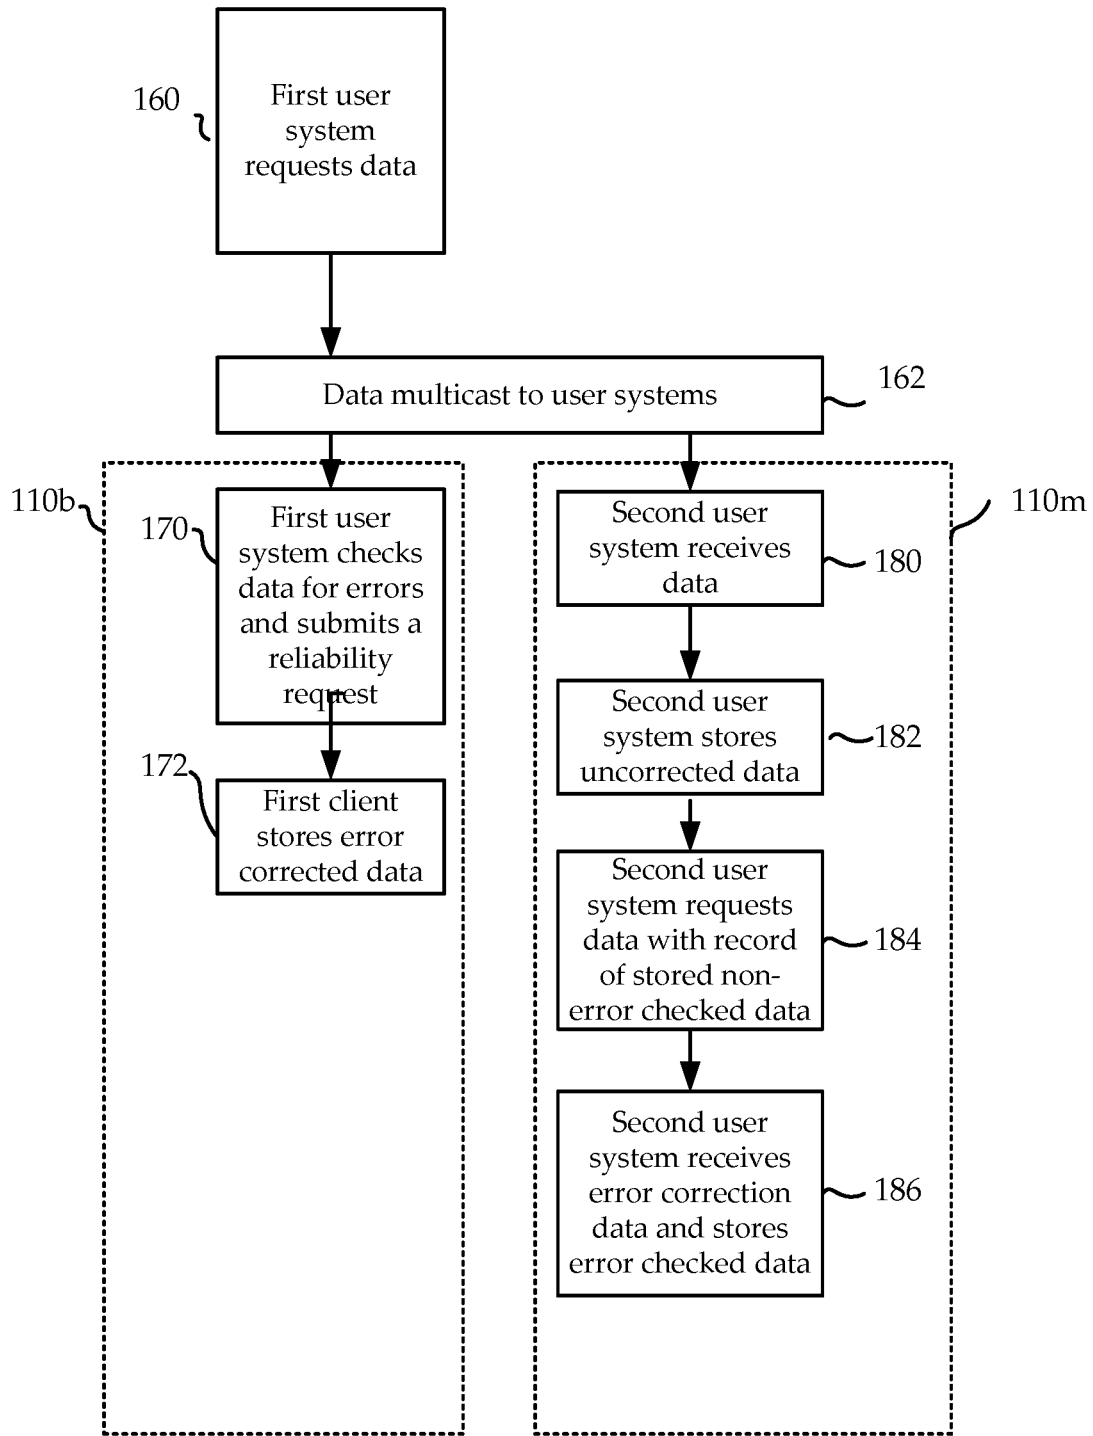 160
First user
system
requests data
Data multicast to user systems
162
110b
170
First user
system checks
data for errors
and submits a
reliability
request
172
First client
stores error
corrected data
110m
Second user
system receives
data
180
Second user
system stores
uncorrected data
182
Second user
system requests
data with record
of stored non-
error checked data
184
Second user
system receives
error correction
data and stores
error checked data
186